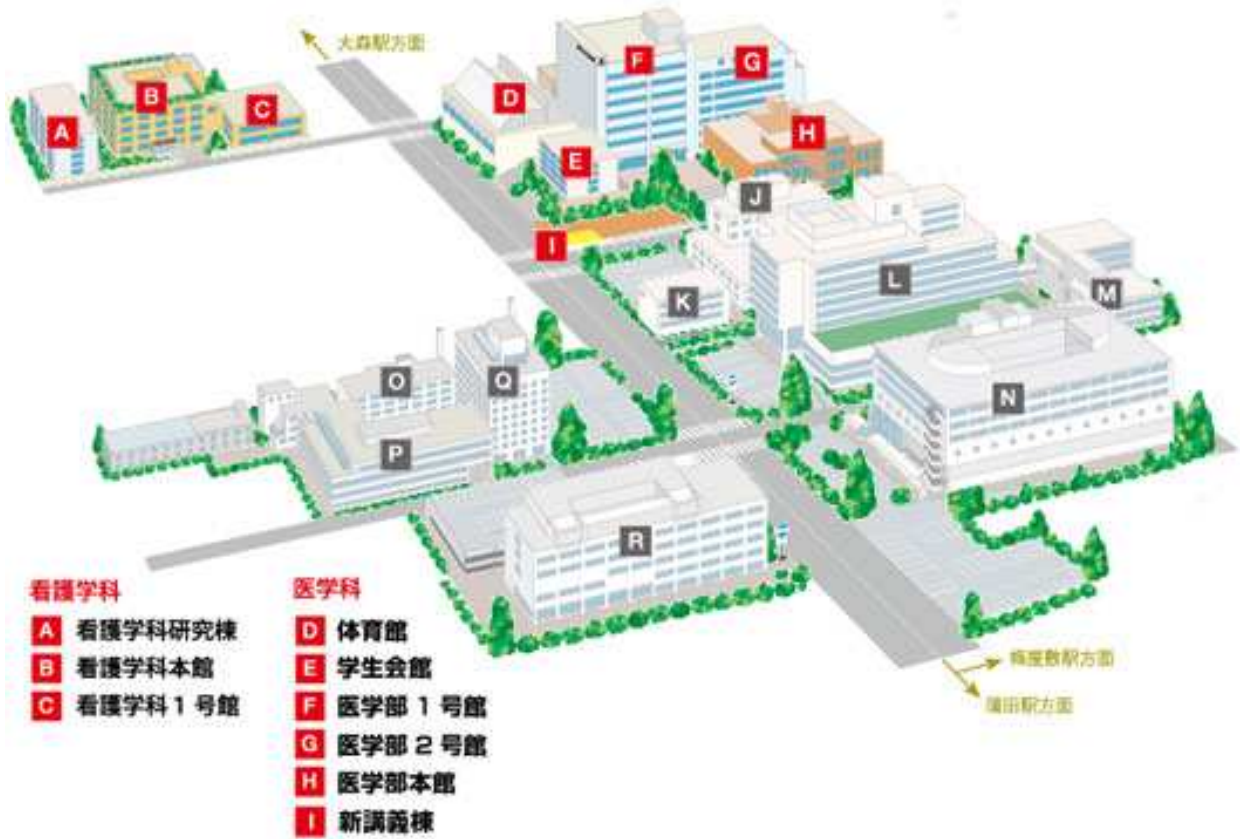 大森駅方面
F
G
B
D
C
A
H
E
J
I
L
K
M
O
Q
N
P
R
看護学科
A 看護学科研究棟
B 看護学科本館
C 看護学科1号館
医学科
D 体育館
E 学生会館
F 医学部1号館
G 医学部2号館
H 医学部本館
I 新講義棟
梅屋敷駅方面
蒲田駅方面